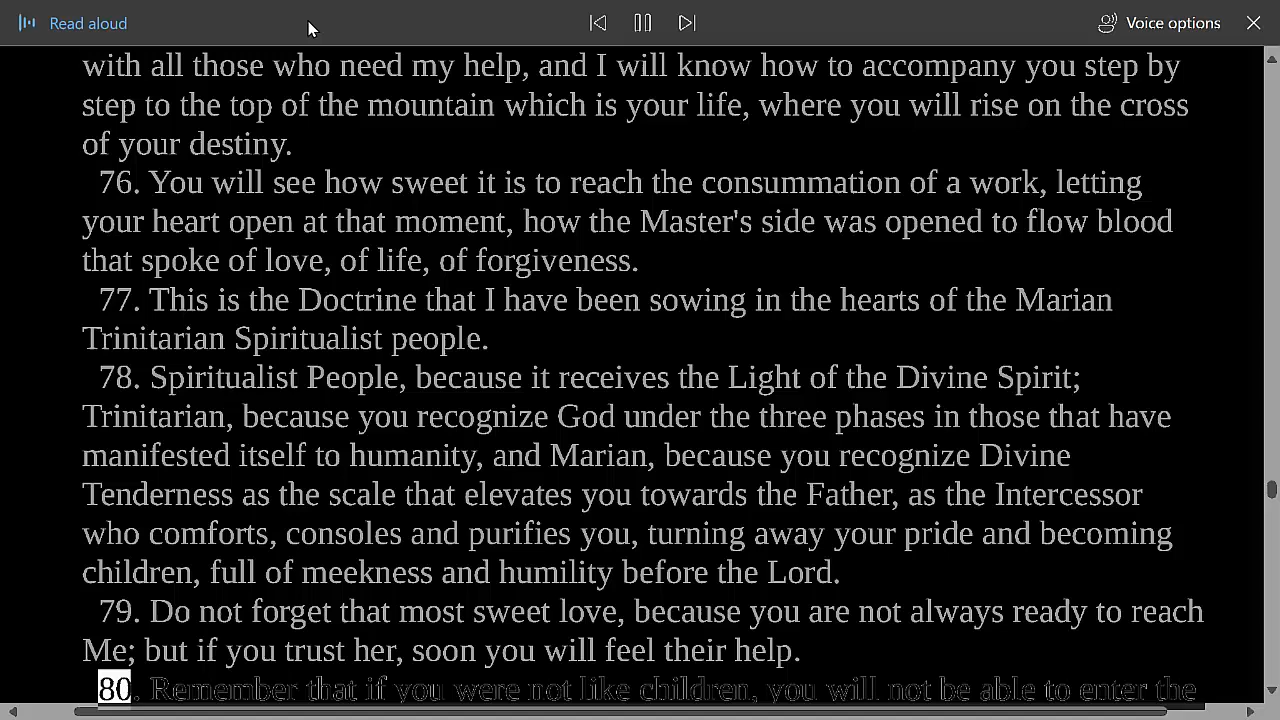 Read aloud
Voice options
with all those who need my help, and I will know how to accompany you step by
step to the top of the mountain which is your life, where you will rise on the cross
of your destiny.
76. You will see how sweet it is to reach the consummation of a work, letting
your heart open at that moment, how the Master's side was opened to flow blood
that spoke of love, of life, of forgiveness.
77. This is the Doctrine that I have been sowing in the hearts of the Marian
Trinitarian Spiritualist people.
78. Spiritualist People, because it receives the Light of the Divine Spirit;
Trinitarian, because you recognize God under the three phases in those that have
manifested itself to humanity, and Marian, because you recognize Divine
Tenderness as the scale that elevates you towards the Father, as the Intercessor
who comforts, consoles and purifies you, turning away your pride and becoming
children, full of meekness and humility before the Lord.
79. Do not forget that most sweet love, because you are not always ready to reach
Me; but if you trust her, soon you will feel their help.
80. Remember that if you were not like children, you will not be able to enter the